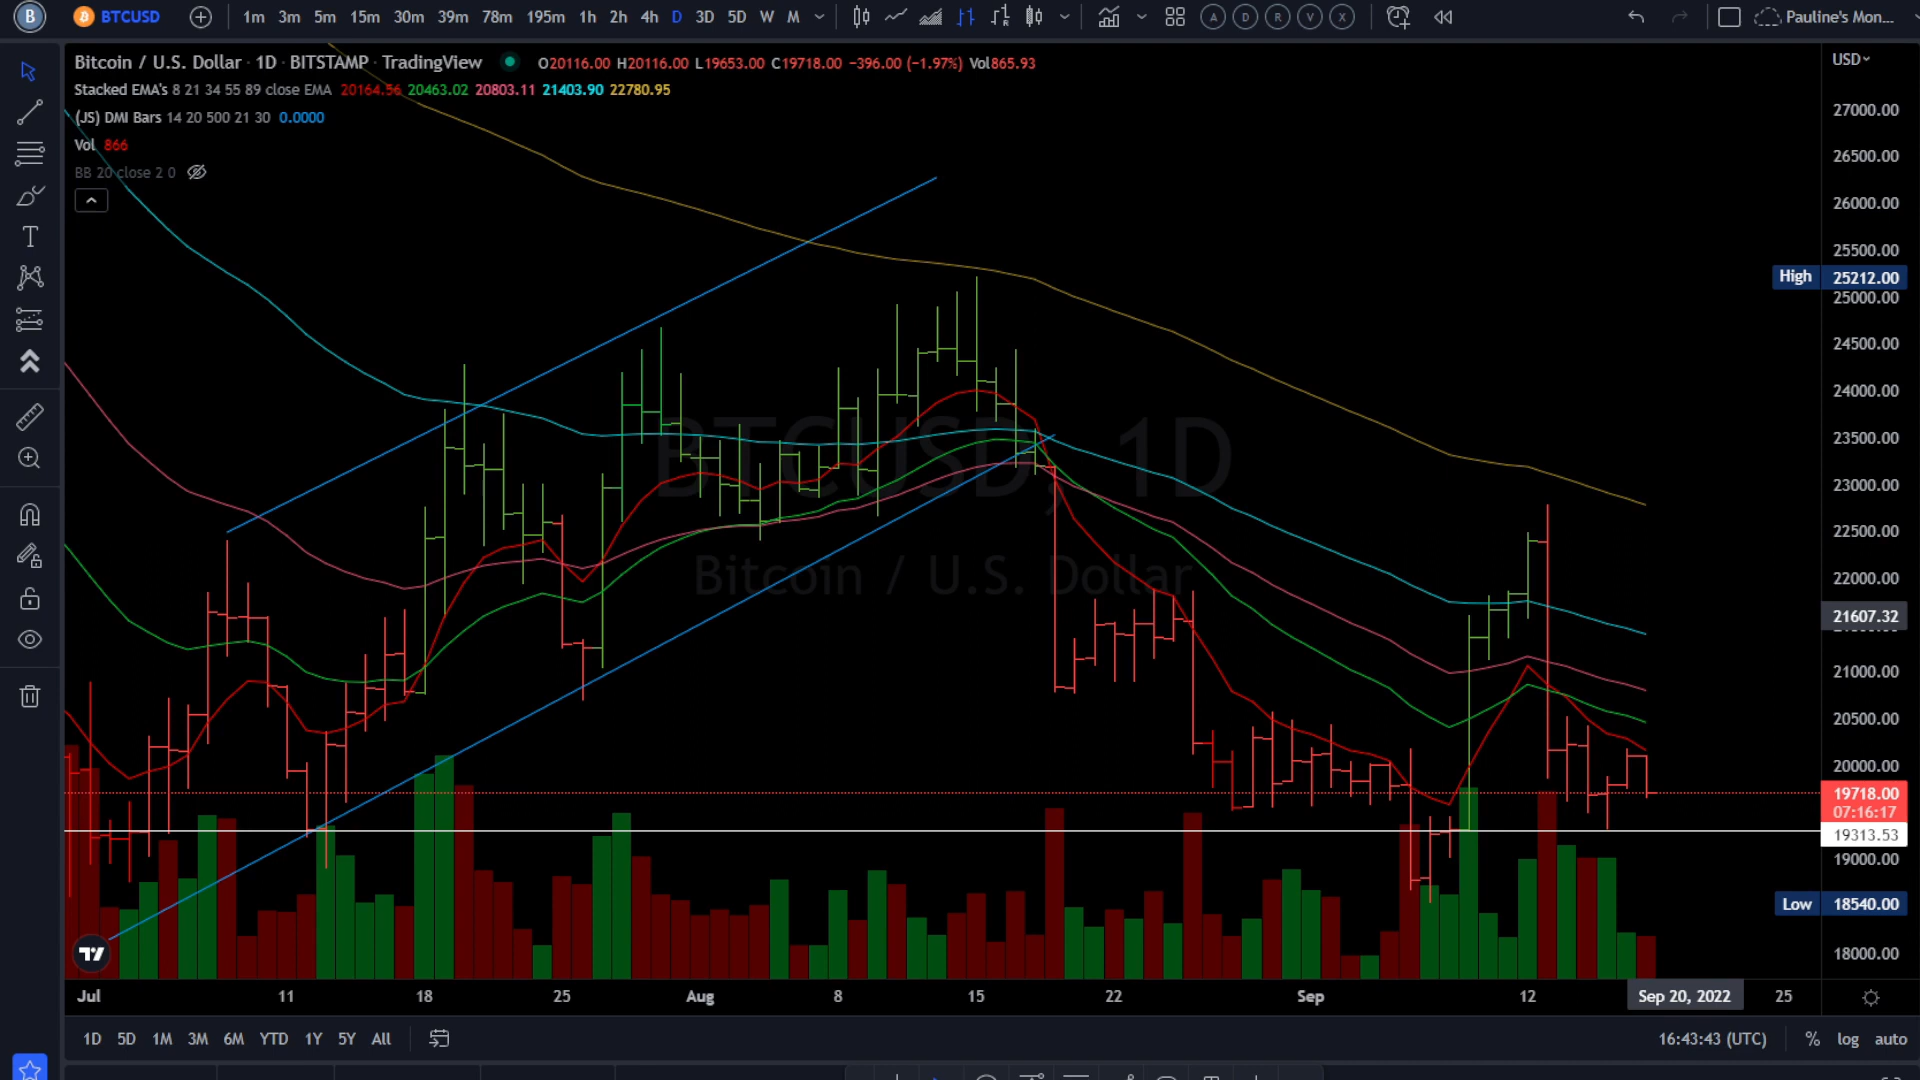 B BTCUSD 1m 3m 5m 15m 30m 39m 78m 195m 1h 2h 4h D 3D 5D W M A D R V X Pauline's Mon...
Bitcoin / U.S. Dollar · 1D · BITSTAMP · TradingView O20116.00 H20116.00 L19653.00 C19718.00 −396.00 (−1.97%) Vol865.93
USD
Stacked EMA's 8 21 34 55 89 close EMA 20164.56 20463.02 20803.11 21403.90 22780.95
(JS) DMI Bars 14 20 500 21 30 0.0000
Vol 866
BB 20 close 2 0
BTCUSD, 1D
Bitcoin / U.S. Dollar
27000.00
26500.00
26000.00
25500.00
High 25212.00
25000.00
24500.00
24000.00
23500.00
23000.00
22500.00
22000.00
21607.32
21000.00
20500.00
20000.00
19718.00
07:16:17
19313.53
19000.00
Low 18540.00
18000.00
Jul 11 18 25 Aug 8 15 22 Sep 12 Sep 20, 2022 25
1D 5D 1M 3M 6M YTD 1Y 5Y All 16:43:43 (UTC) % log auto